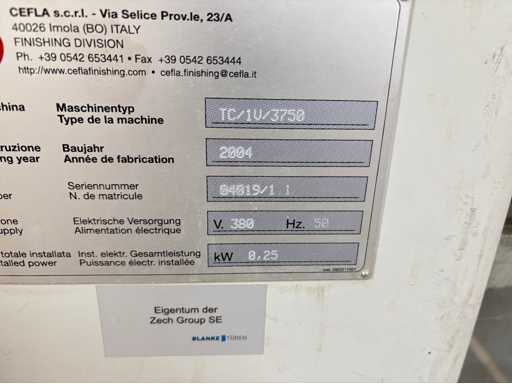 CEFLA s.c.r.l. - Via Selice Prov.le, 23/A
40026 Imola (BO) ITALY
FINISHING DIVISION
Ph. +39 0542 653441 • Fax +39 0542 653444
http://www.ceflafinishing.com • cefla.finishing@cefla.it
china Maschinentyp TC/1V/3750
Type de la machine
truzione Baujahr 2004
ng year Année de fabrication
Seriennummer 04019/1 1
ber N. de matricule
one Elektrische Versorgung V. 380 Hz. 50
upply Alimentation électrique
totale installata Inst. elektr. Gesamtleistung kW 0,25
talled power Puissance électr. installée
Eigentum der
Zech Group SE
BLANKE TÜREN